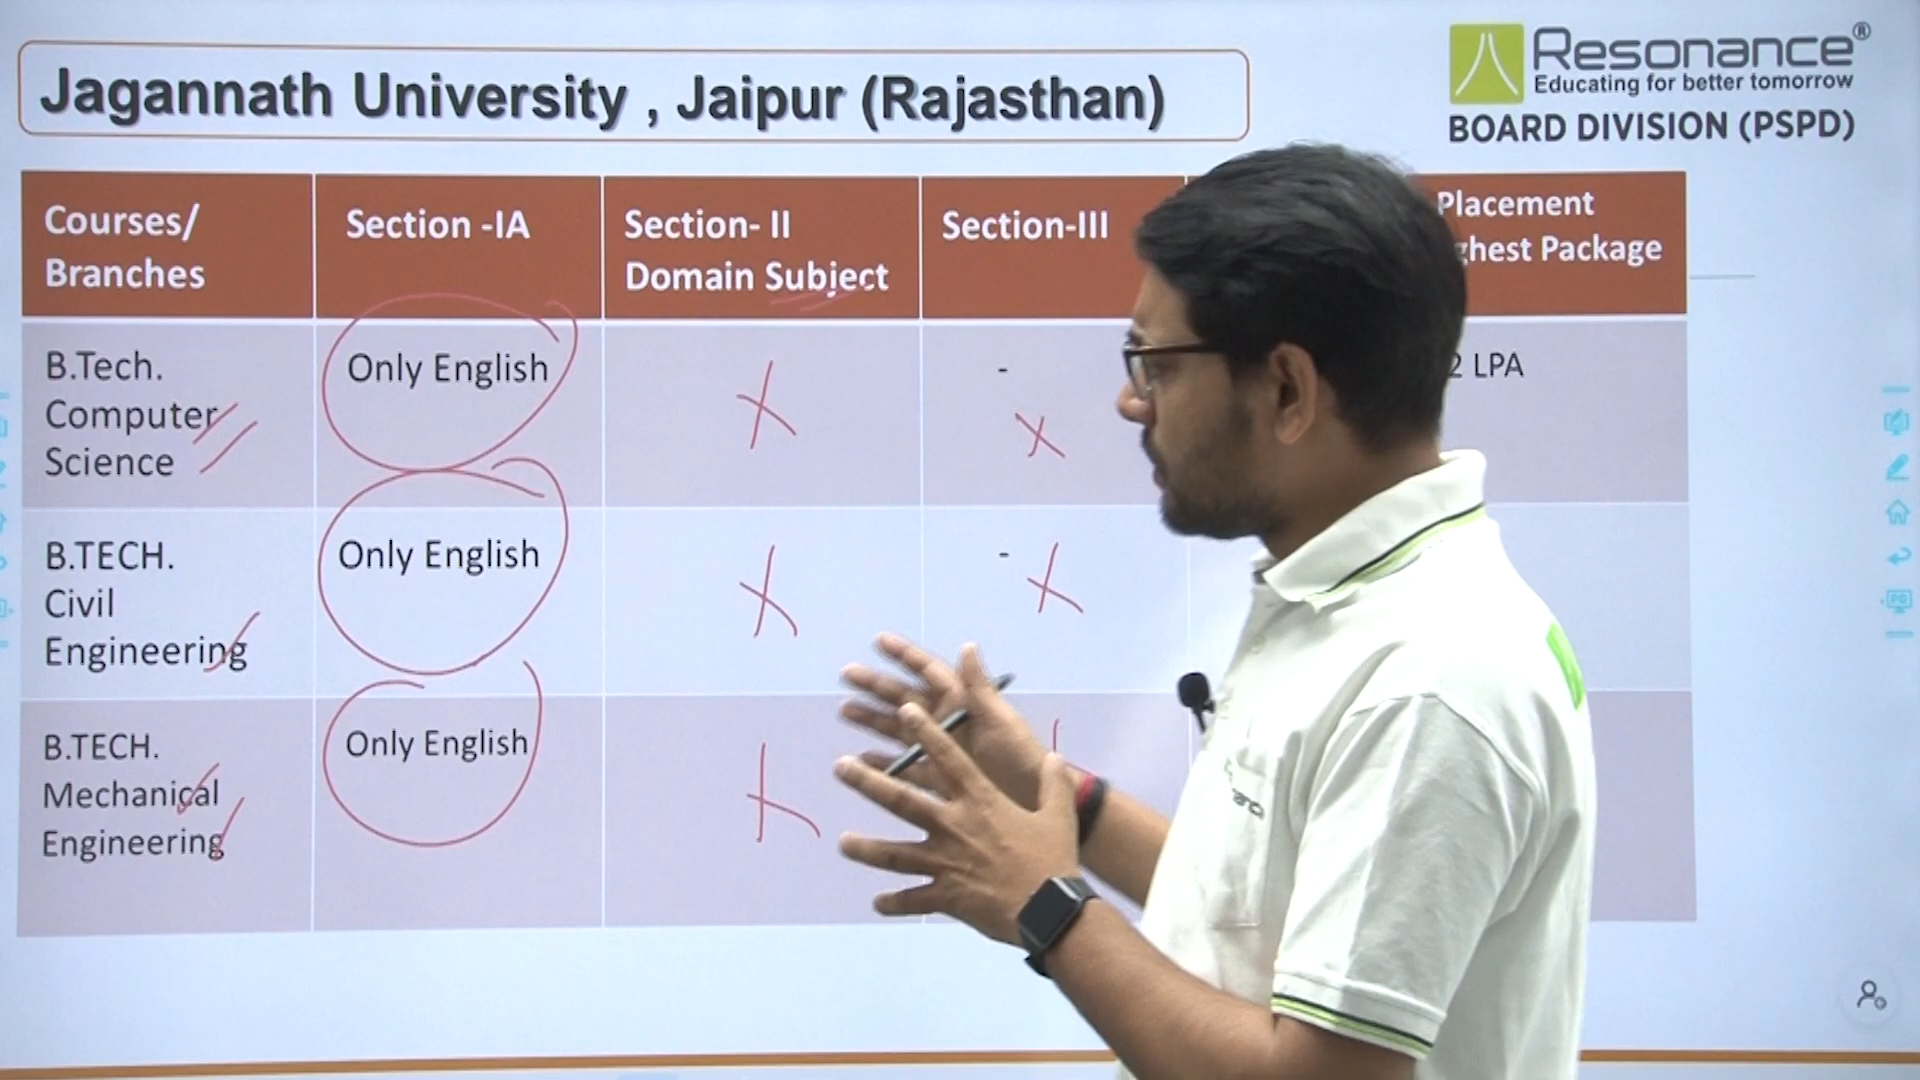 Jagannath University , Jaipur (Rajasthan)
Resonance®
Educating for better tomorrow
BOARD DIVISION (PSPD)
Courses/
Branches
Section -IA
Section- II
Domain Subject
Section-III
Placement
Package
B.Tech.
Computer
Science
Only English
-
LPA
B.TECH.
Civil
Engineering
Only English
-
B.TECH.
Mechanical
Engineering
Only English